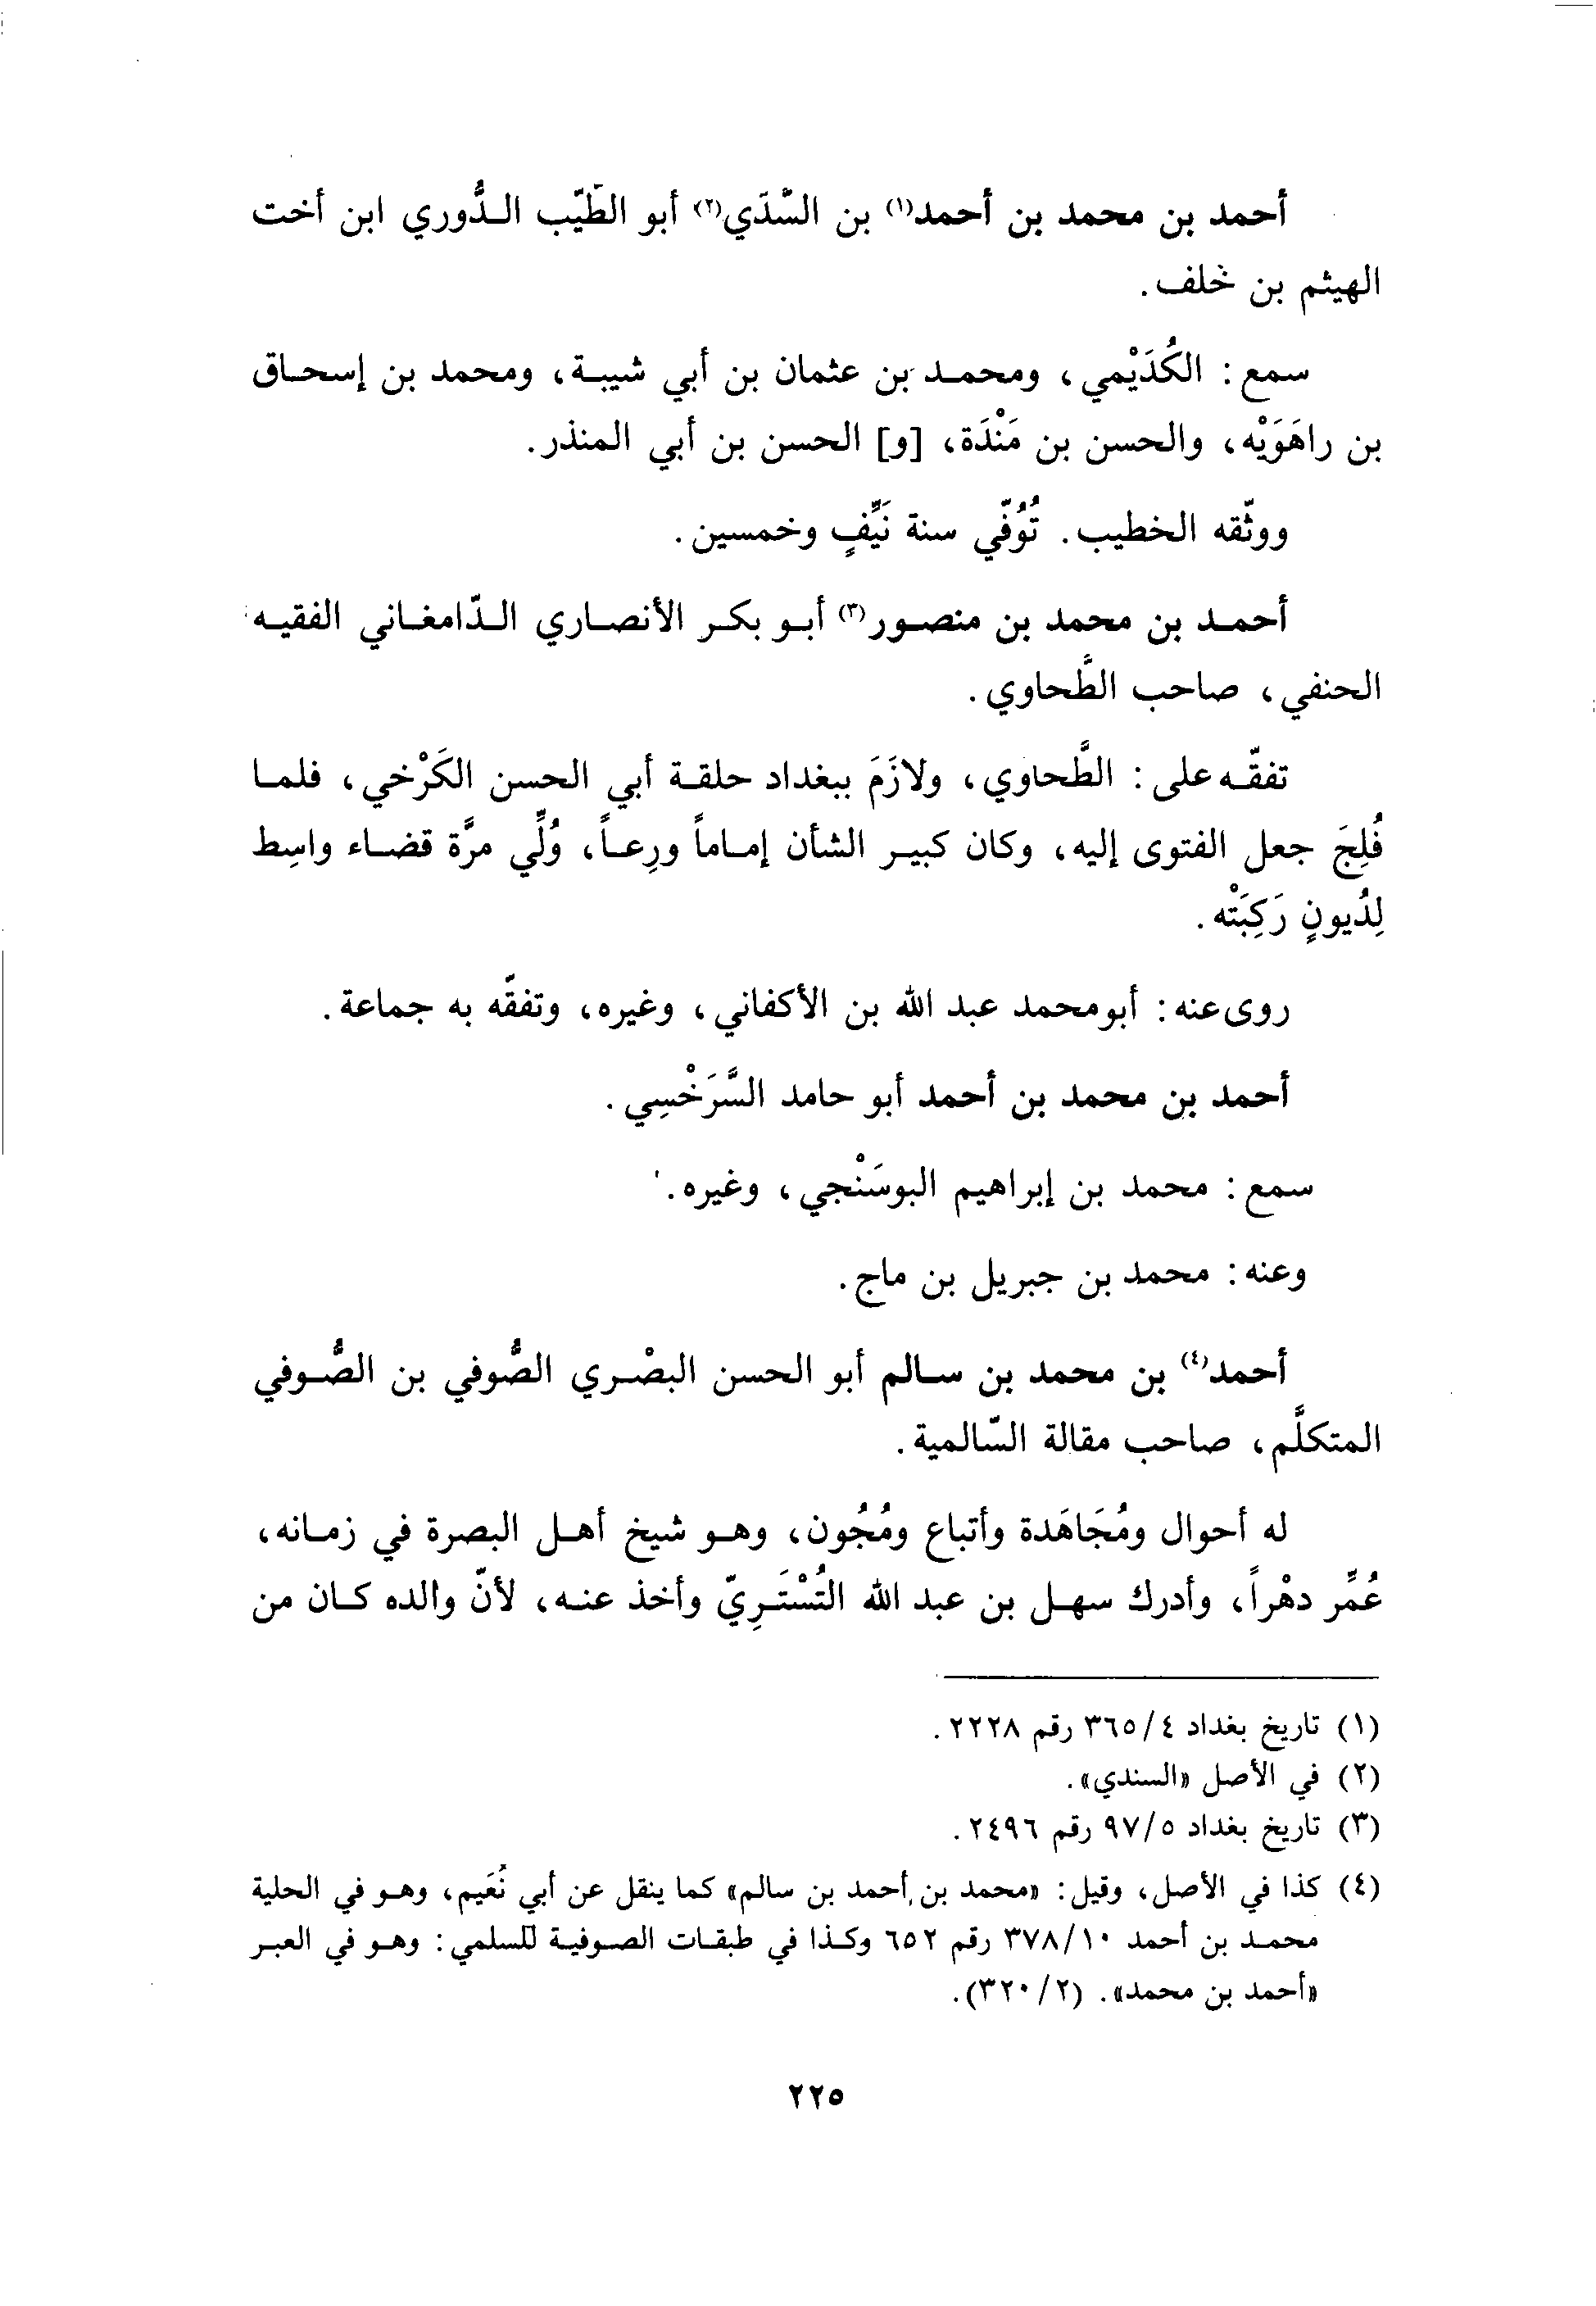 أحمد بن محمد بن أحمد(١) بن السُّدّي(٢) أبو الطّيّب الدُّوري ابن أخت
الهيثم بن خلف.
سمع: الكُدَيْمي، ومحمد بن عثمان بن أبي شيبة، ومحمد بن إسحاق
بن راهَوَيْه، والحسن بن مَنْدَة، [و] الحسن بن أبي المنذر.
ووثّقه الخطيب. تُوُفّي سنة نَيِّفٍ وخمسين.
أحمد بن محمد بن منصور(٣) أبو بكر الأنصاري الدّامغاني الفقيه
الحنفي، صاحب الطَّحاوي.
تفقّه على: الطَّحاوي، ولازَمَ ببغداد حلقة أبي الحسن الكَرْخي، فلما
فُلِجَ جعل الفتوى إليه، وكان كبير الشأن إماماً ورِعاً، وُلِّي مرَّة قضاء واسِط
لِدُيونٍ رَكِبَتْه.
روى عنه: أبو محمد عبد الله بن الأكفاني، وغيره، وتفقّه به جماعة.
أحمد بن محمد بن أحمد أبو حامد السَّرَخْسِي.
سمع: محمد بن إبراهيم البوسَنْجي، وغيره.
وعنه: محمد بن جبريل بن ماج.
أحمد(٤) بن محمد بن سالم أبو الحسن البصْري الصُّوفي بن الصُّوفي
المتكلَّم، صاحب مقالة السّالمية.
له أحوال ومُجَاهَدة وأتباع ومُجُون، وهو شيخ أهل البصرة في زمانه،
عُمِّر دهْراً، وأدرك سهل بن عبد الله التُسْتَرِيّ وأخذ عنه، لأنّ والده كان من
(١) تاريخ بغداد ٣٦٥/٤ رقم ٢٢٢٨.
(٢) في الأصل «السندي».
(٣) تاريخ بغداد ٩٧/٥ رقم ٢٤٩٦.
(٤) كذا في الأصل، وقيل: «محمد بن أحمد بن سالم» كما ينقل عن أبي نُعَيم، وهو في الحلية
محمد بن أحمد ٣٧٨/١٠ رقم ٦٥٢ وكذا في طبقات الصوفية للسلمي: وهو في العبر
«أحمد بن محمد». (٣٢٠/٢).
٢٢٥